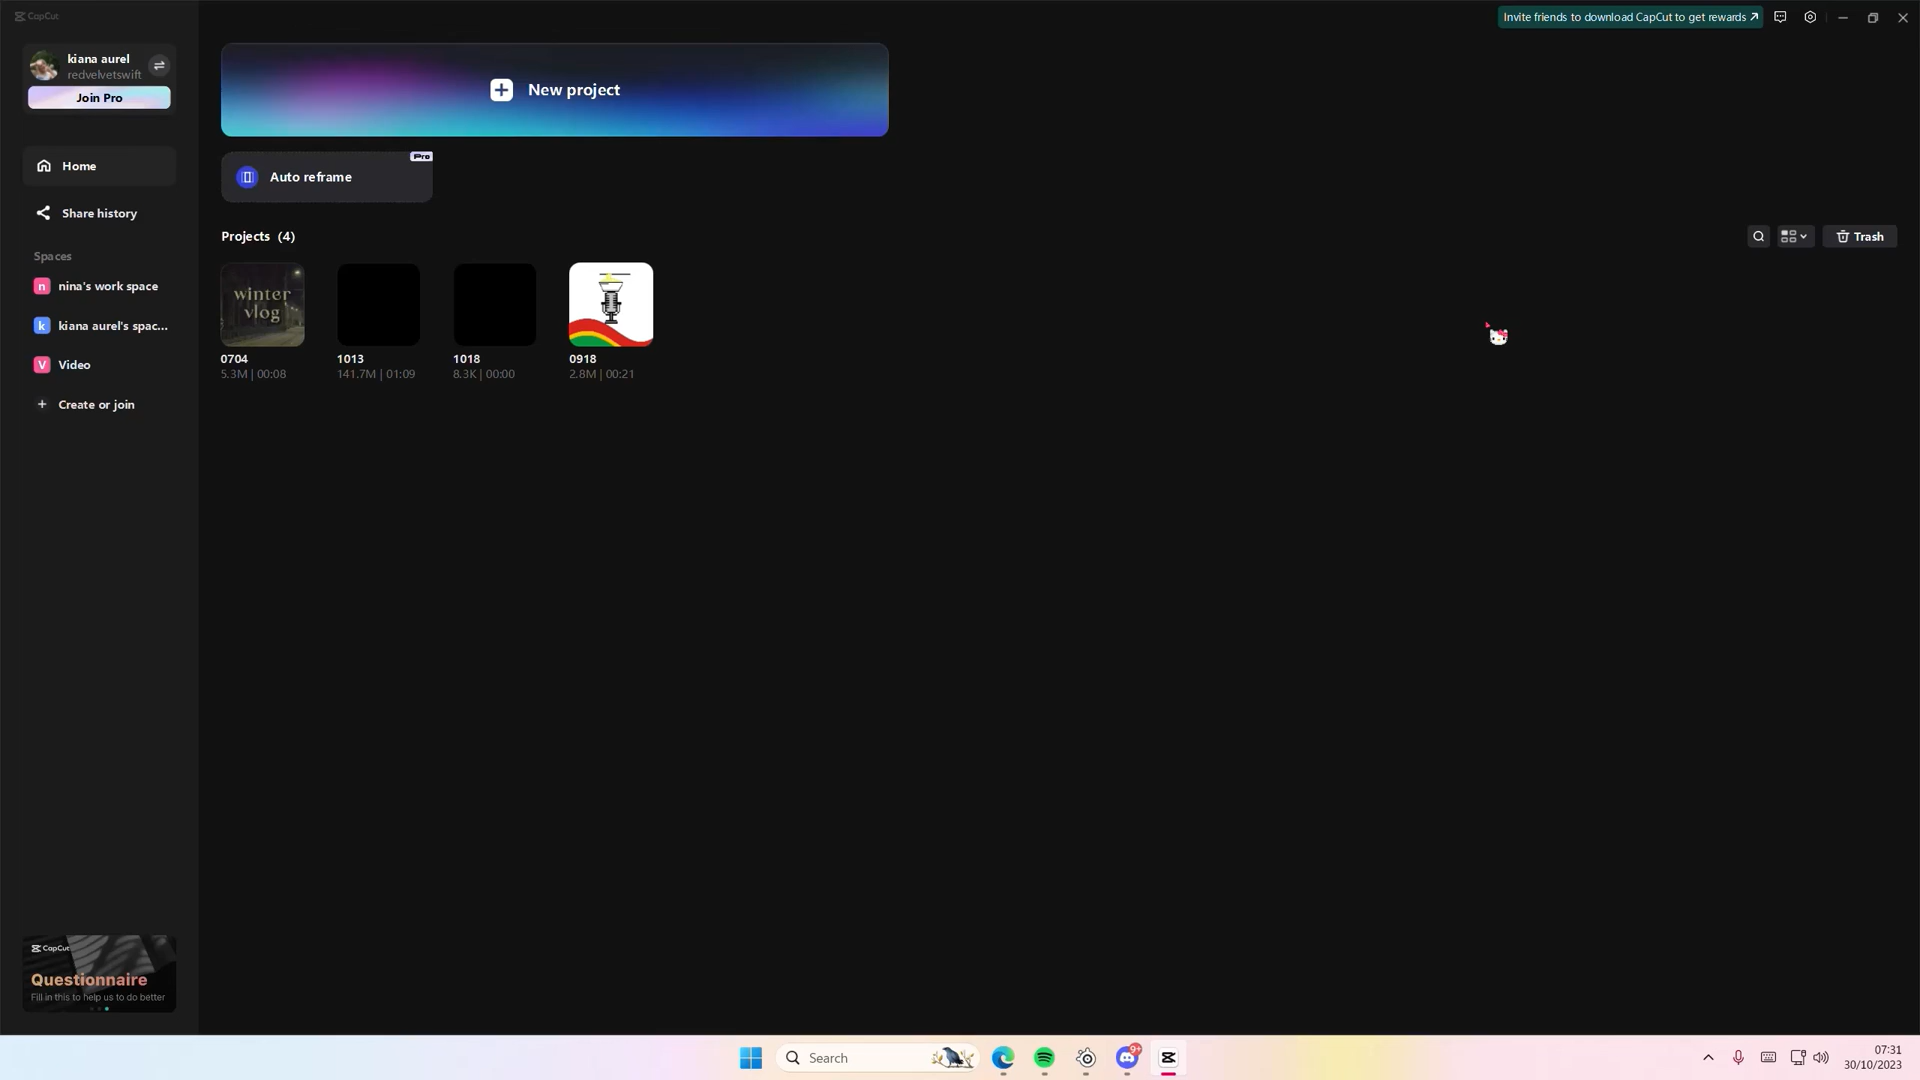 CapCut
Invite friends to download CapCut to get rewards
kiana aurel
redvelvetswift
Join Pro
New project
Home
Pro
Auto reframe
Share history
Projects (4)
Trash
Spaces
n nina's work space
k kiana aurel's spac...
V Video
+ Create or join
winter
vlog
0704
5.3M | 00:08
1013
141.7M | 01:09
1018
8.3K | 00:00
0918
2.8M | 00:21
CapCut
Questionnaire
Fill in this to help us to do better
Search
9+
07:31
30/10/2023